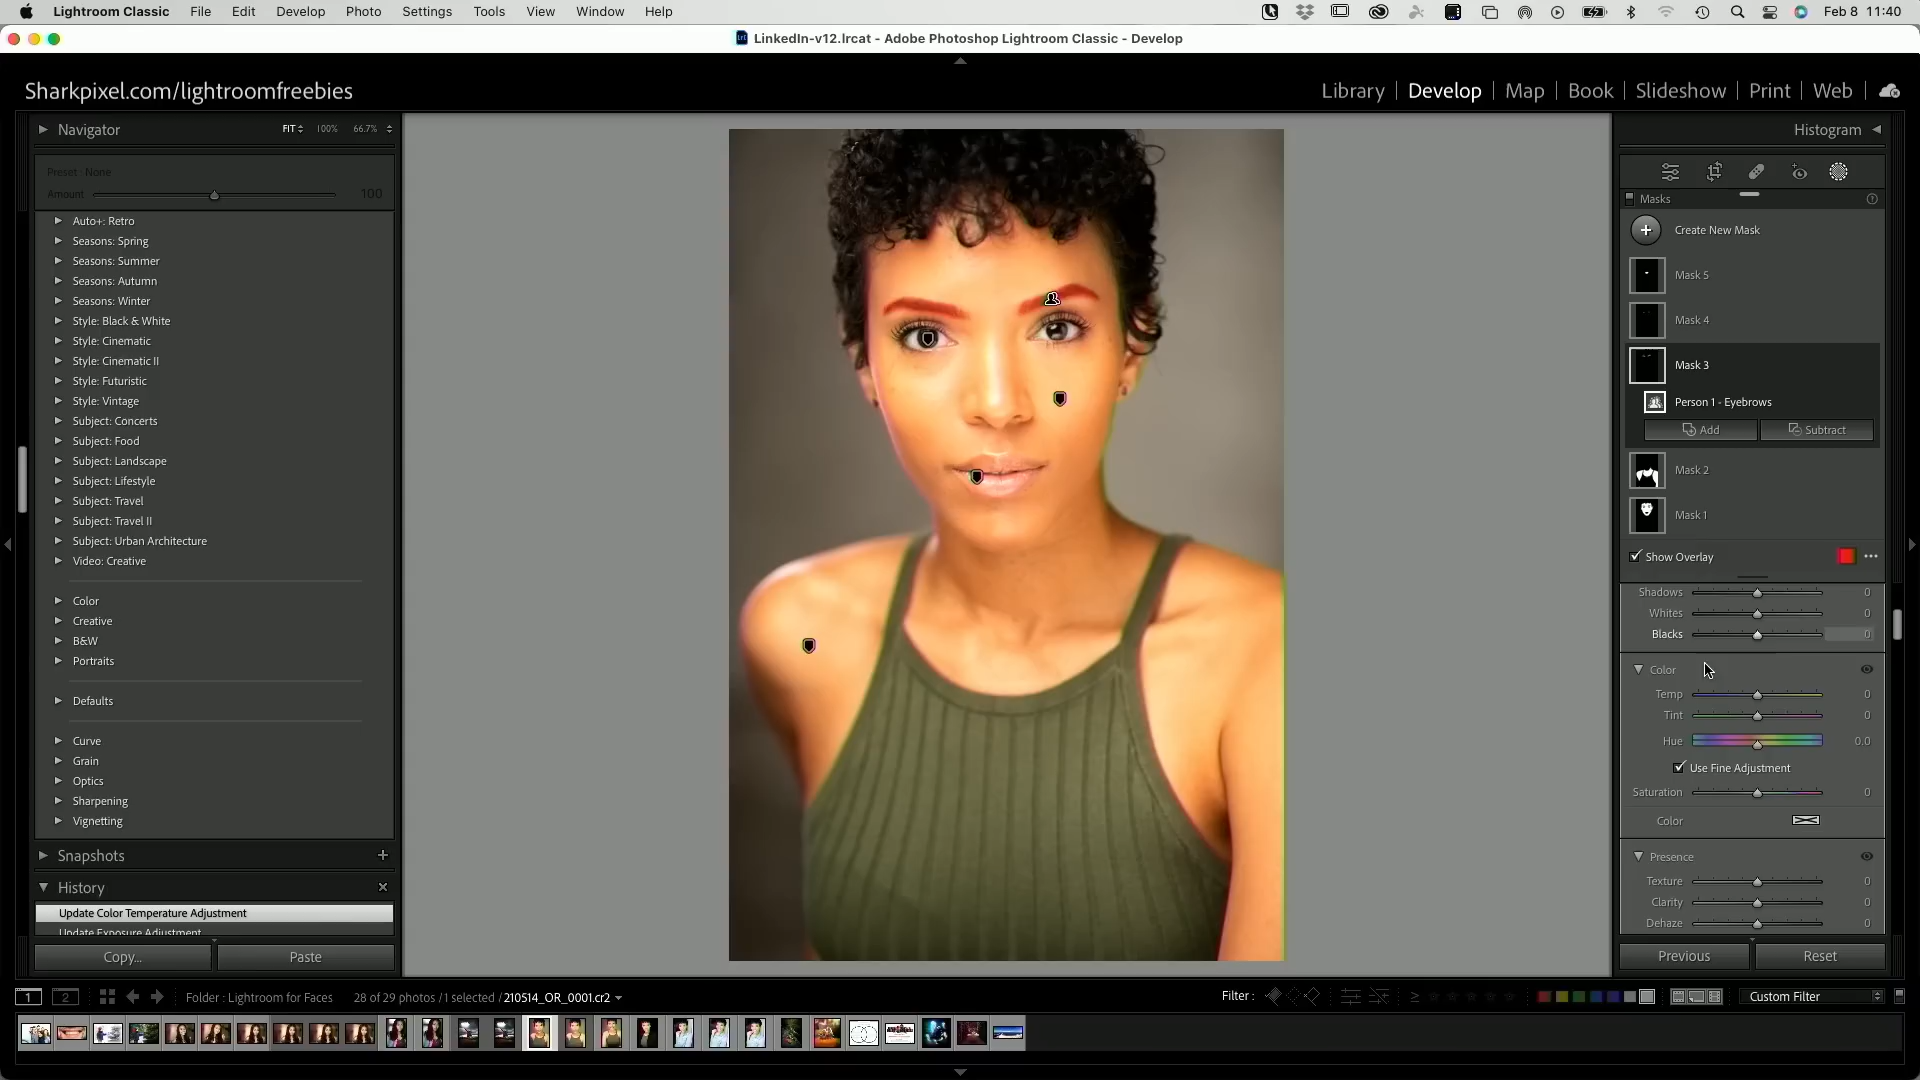 Lightroom Classic File Edit Develop Photo Settings Tools View Window Help Feb 8 11:40
LinkedIn-v12.lrcat - Adobe Photoshop Lightroom Classic - Develop
Sharkpixel.com/lightroomfreebies
Library | Develop | Map | Book | Slideshow | Print | Web
Navigator FIT 100% 66.7%
Preset: None
Amount 100
Auto+: Retro
Seasons: Spring
Seasons: Summer
Seasons: Autumn
Seasons: Winter
Style: Black & White
Style: Cinematic
Style: Cinematic II
Style: Futuristic
Style: Vintage
Subject: Concerts
Subject: Food
Subject: Landscape
Subject: Lifestyle
Subject: Travel
Subject: Travel II
Subject: Urban Architecture
Video: Creative
Color
Creative
B&W
Portraits
Defaults
Curve
Grain
Optics
Sharpening
Vignetting
Snapshots +
History ×
Update Color Temperature Adjustment
Update Exposure Adjustment
Copy... Paste
Histogram
Masks
Create New Mask
Mask 5
Mask 4
Mask 3
Person 1 - Eyebrows
Add Subtract
Mask 2
Mask 1
Show Overlay
Shadows 0
Whites 0
Blacks 0
Color
Temp 0
Tint 0
Hue 0.0
Use Fine Adjustment
Saturation 0
Color
Presence
Texture 0
Clarity 0
Dehaze 0
Previous Reset
1 2 Folder : Lightroom for Faces 28 of 29 photos /1 selected /210514_OR_0001.cr2 Filter : Custom Filter